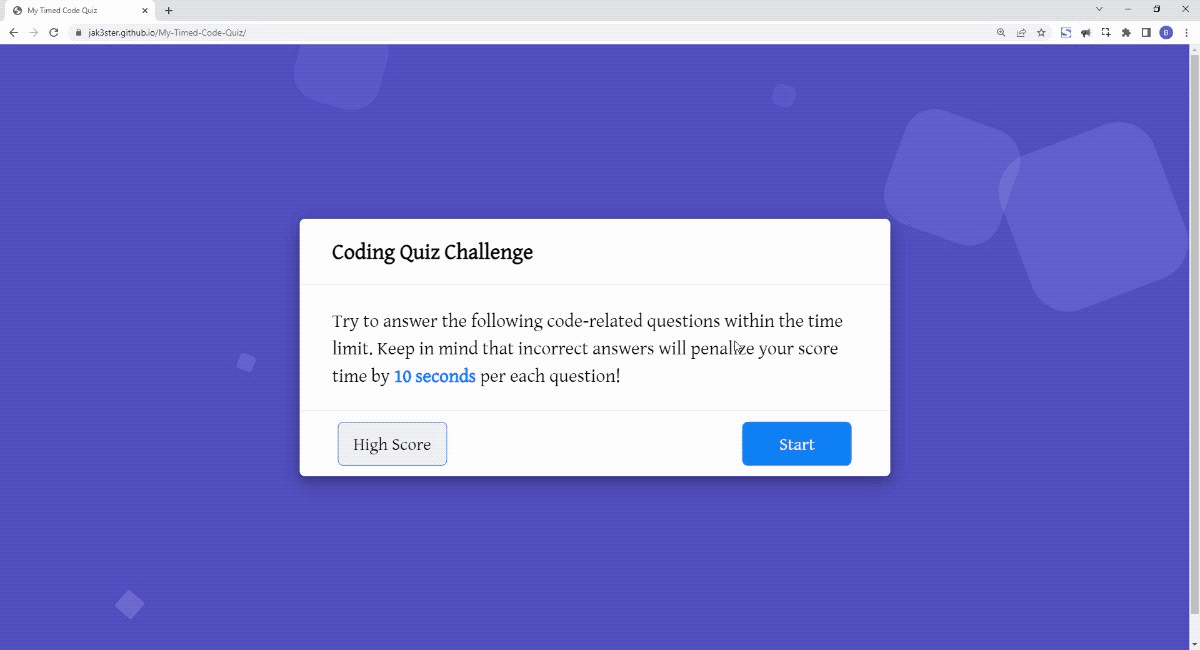 My Timed Code Quiz
jak3ster.github.io/My-Timed-Code-Quiz/
B
Coding Quiz Challenge
Try to answer the following code-related questions within the time
limit. Keep in mind that incorrect answers will penalize your score
time by 10 seconds per each question!
High Score
Start